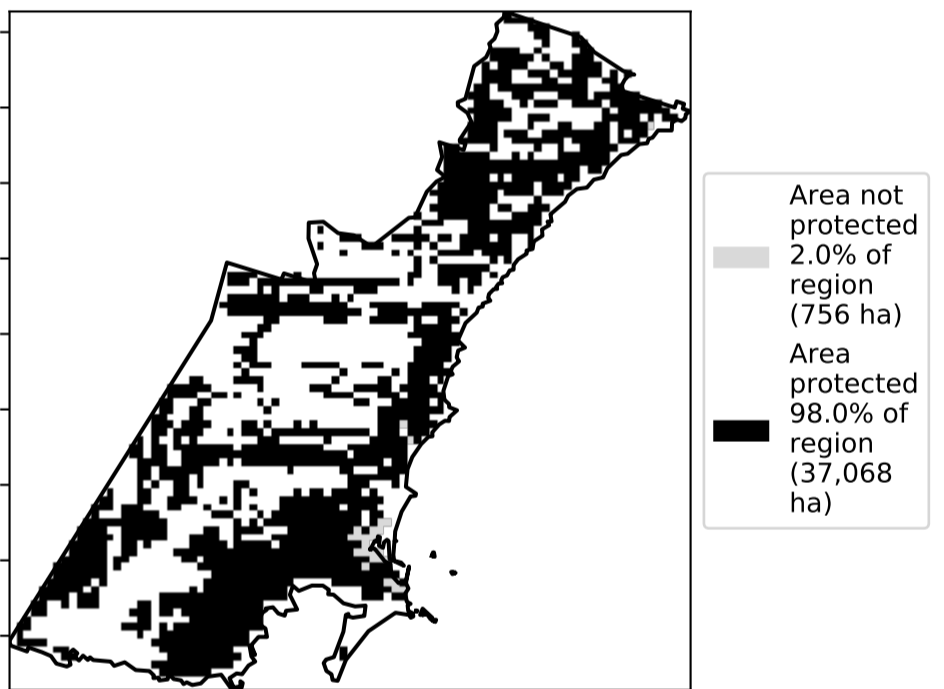 Area not
protected
2.0% of
region
(756 ha)
Area
protected
98.0% of
region
(37,068
ha)